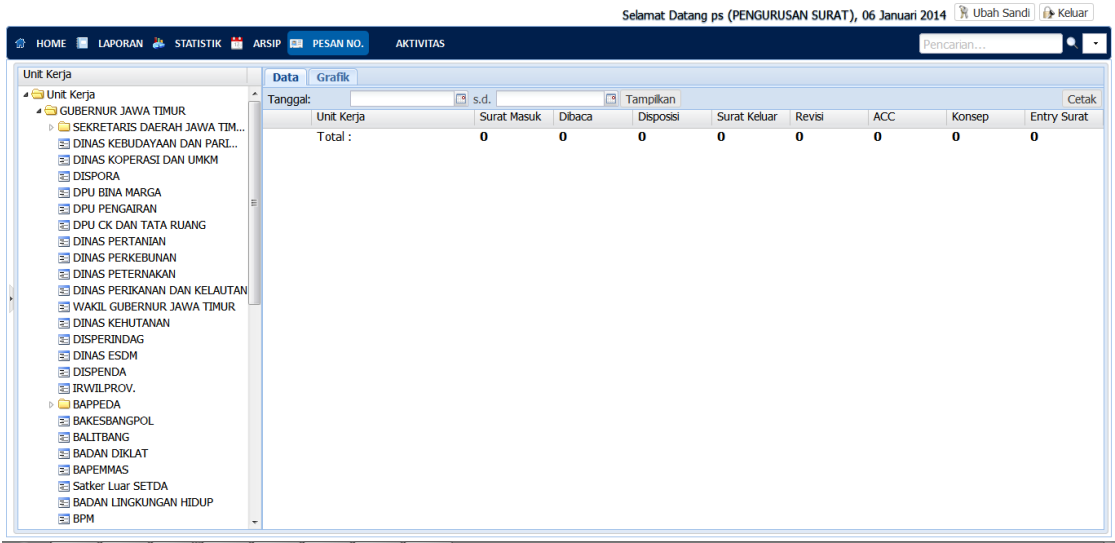 Selamat Datang ps (PENGURUSAN SURAT), 06 Januari 2014 Ubah Sandi Keluar
HOME LAPORAN STATISTIK ARSIP PESAN NO. AKTIVITAS Pencarian...
Unit Kerja
Data Grafik
Tanggal: s.d. Tampilkan Cetak
Unit Kerja Surat Masuk Dibaca Disposisi Surat Keluar Revisi ACC Konsep Entry Surat
Total : 0 0 0 0 0 0 0 0
Unit Kerja
GUBERNUR JAWA TIMUR
SEKRETARIS DAERAH JAWA TIM...
DINAS KEBUDAYAAN DAN PARI...
DINAS KOPERASI DAN UMKM
DISPORA
DPU BINA MARGA
DPU PENGAIRAN
DPU CK DAN TATA RUANG
DINAS PERTANIAN
DINAS PERKEBUNAN
DINAS PETERNAKAN
DINAS PERIKANAN DAN KELAUTAN
WAKIL GUBERNUR JAWA TIMUR
DINAS KEHUTANAN
DISPERINDAG
DINAS ESDM
DISPENDA
IRWILPROV.
BAPPEDA
BAKESBANGPOL
BALITBANG
BADAN DIKLAT
BAPEMMAS
Satker Luar SETDA
BADAN LINGKUNGAN HIDUP
BPM